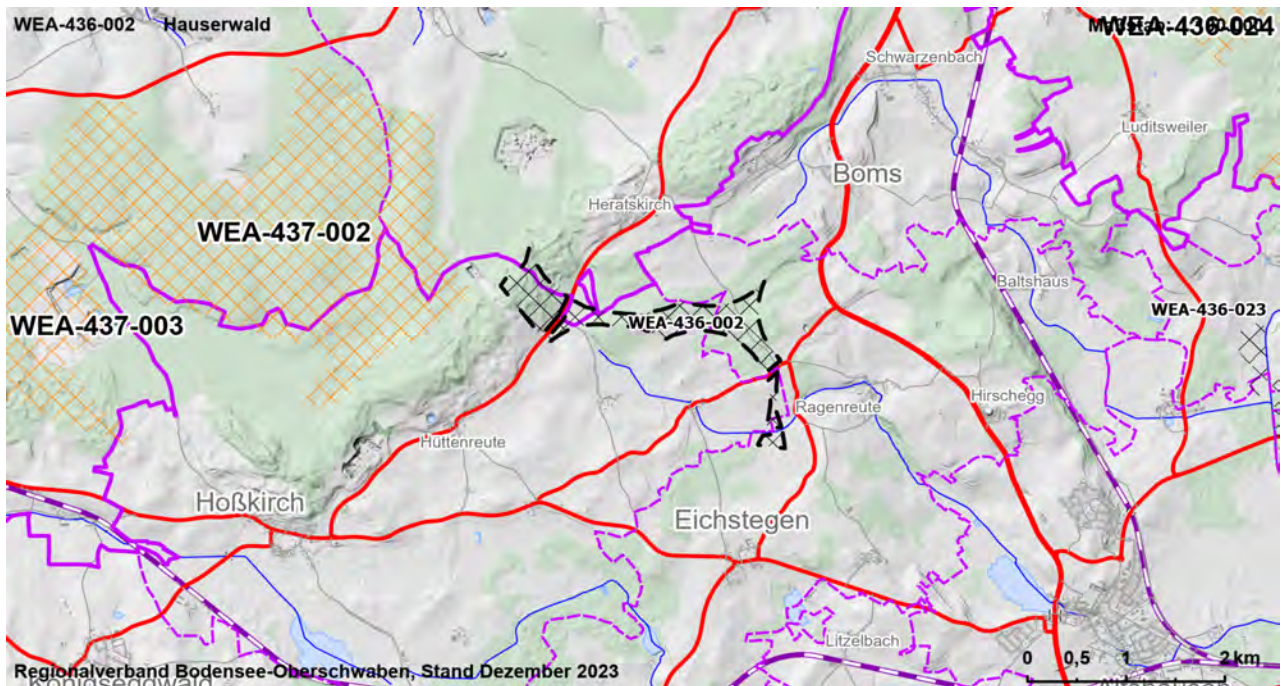 WEA-436-002 Hauserwald
WEA-436-024
Schwarzenbach
Luditsweiler
Boms
Heratskirch
WEA-437-002
Baltshaus
WEA-436-023
WEA-437-003
WEA-436-002
Hirschegg
Ragenreute
Hüttenreute
Hoßkirch
Eichstegen
Litzelbach
0 0,5 1 2 km
Regionalverband Bodensee-Oberschwaben, Stand Dezember 2023
Königseggwald